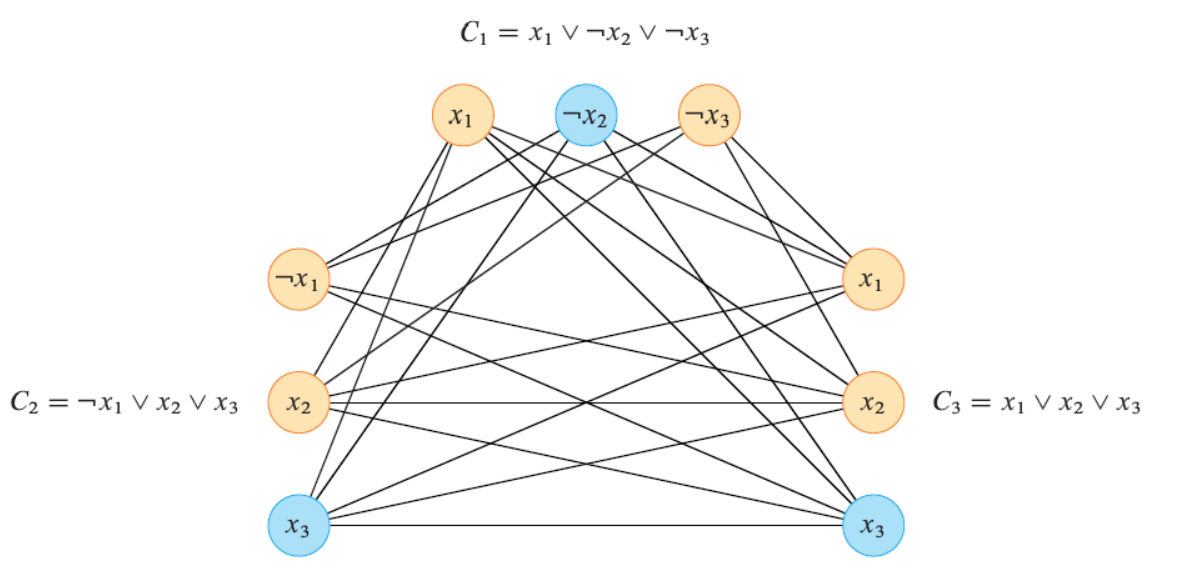 C₁ = x₁ ∨ ¬x₂ ∨ ¬x₃
x₁
¬x₂
¬x₃
¬x₁
x₁
C₂ = ¬x₁ ∨ x₂ ∨ x₃
x₂
x₂
C₃ = x₁ ∨ x₂ ∨ x₃
x₃
x₃